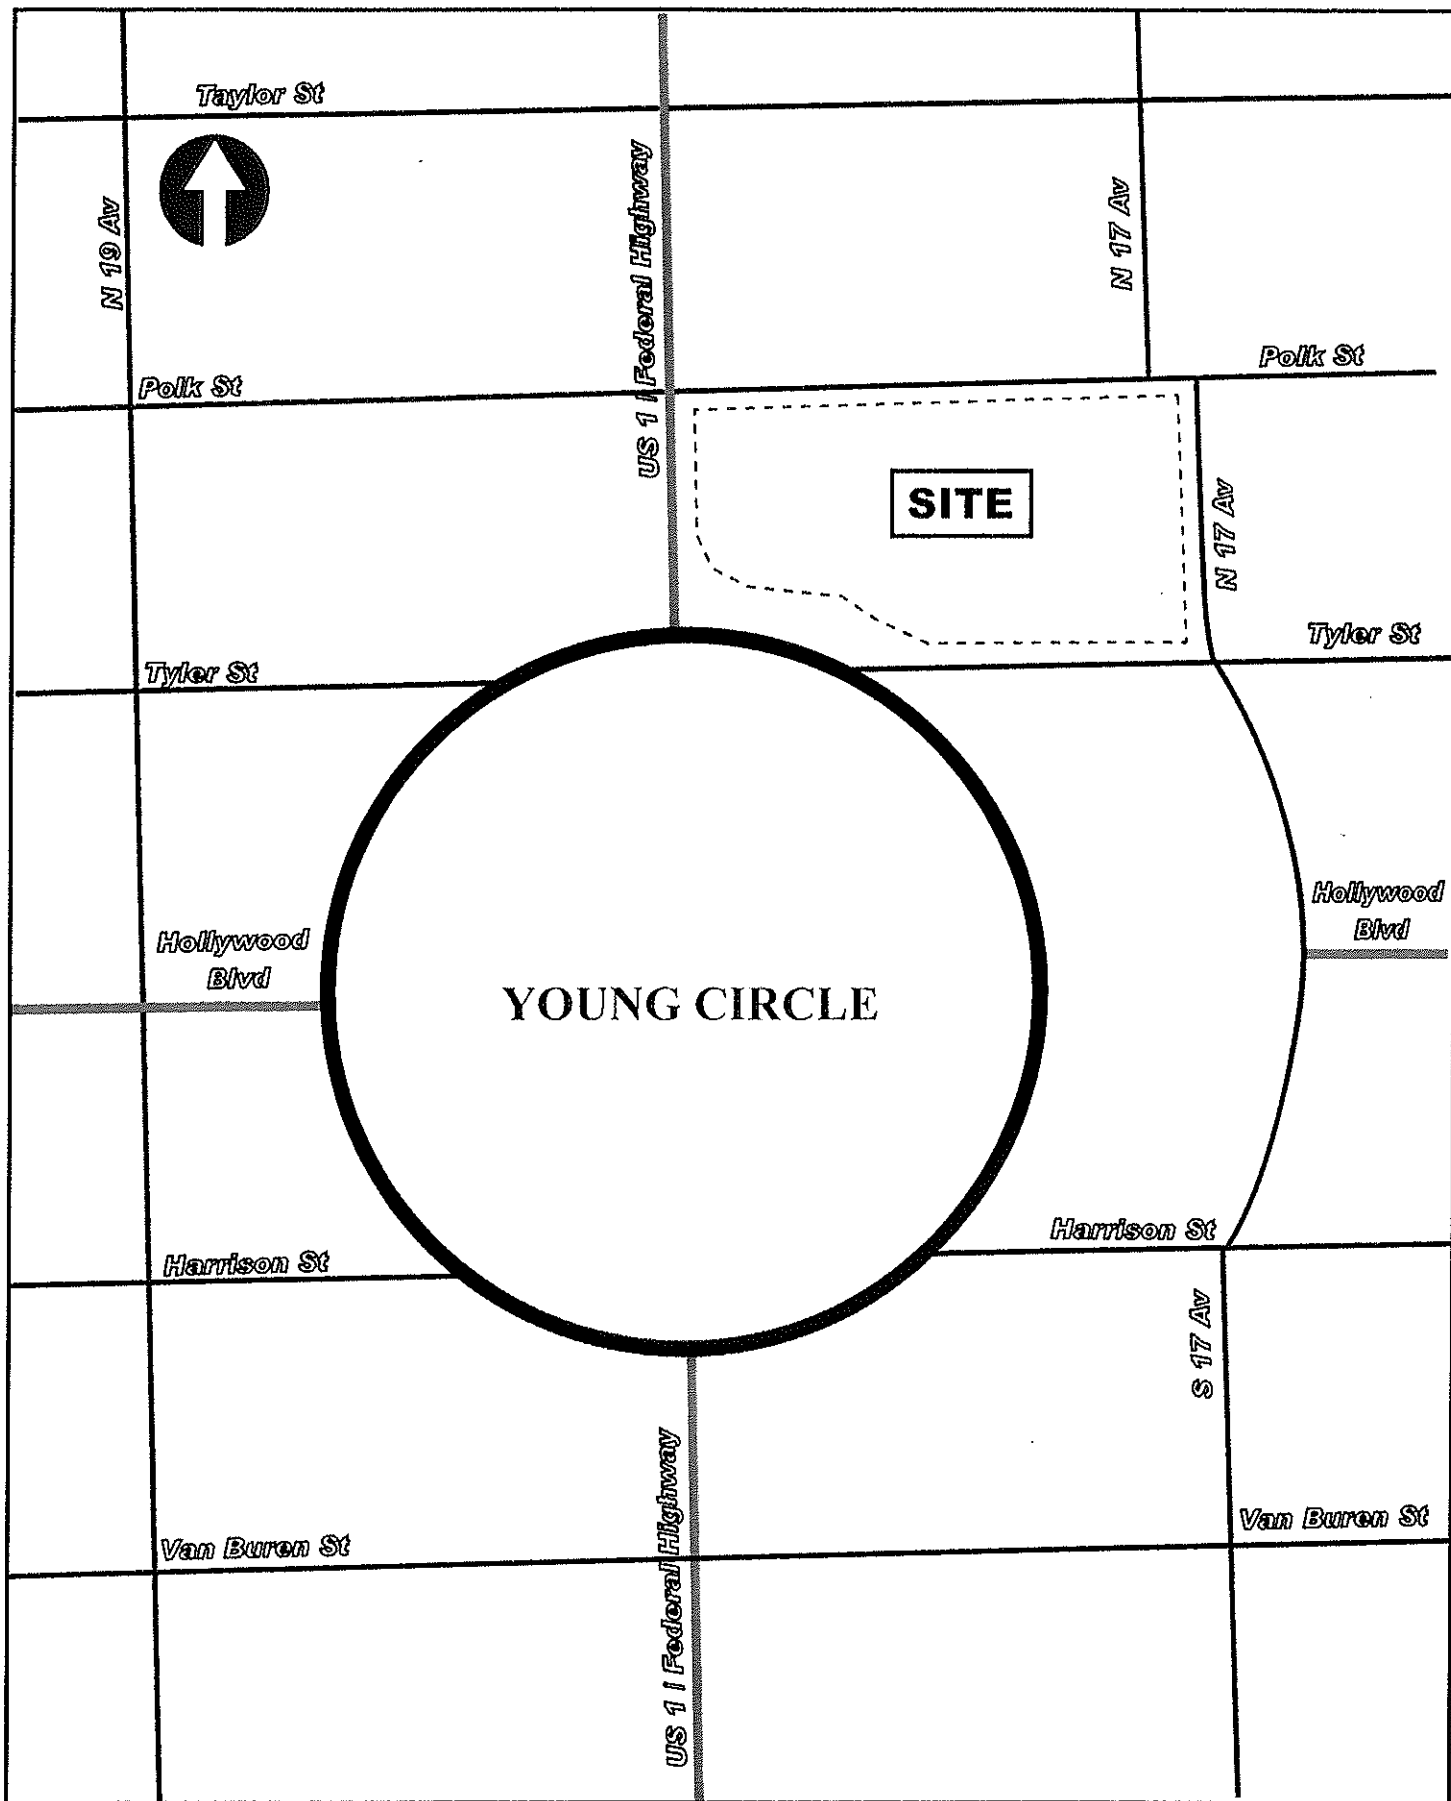 Taylor St
N 19 Av
US 1 | Federal Highway
N 17 Av
Polk St
Polk St
SITE
N 17 Av
Tyler St
Tyler St
Hollywood
Blvd
Hollywood
Blvd
YOUNG CIRCLE
Harrison St
Harrison St
S 17 Av
US 1 | Federal Highway
Van Buren St
Van Buren St